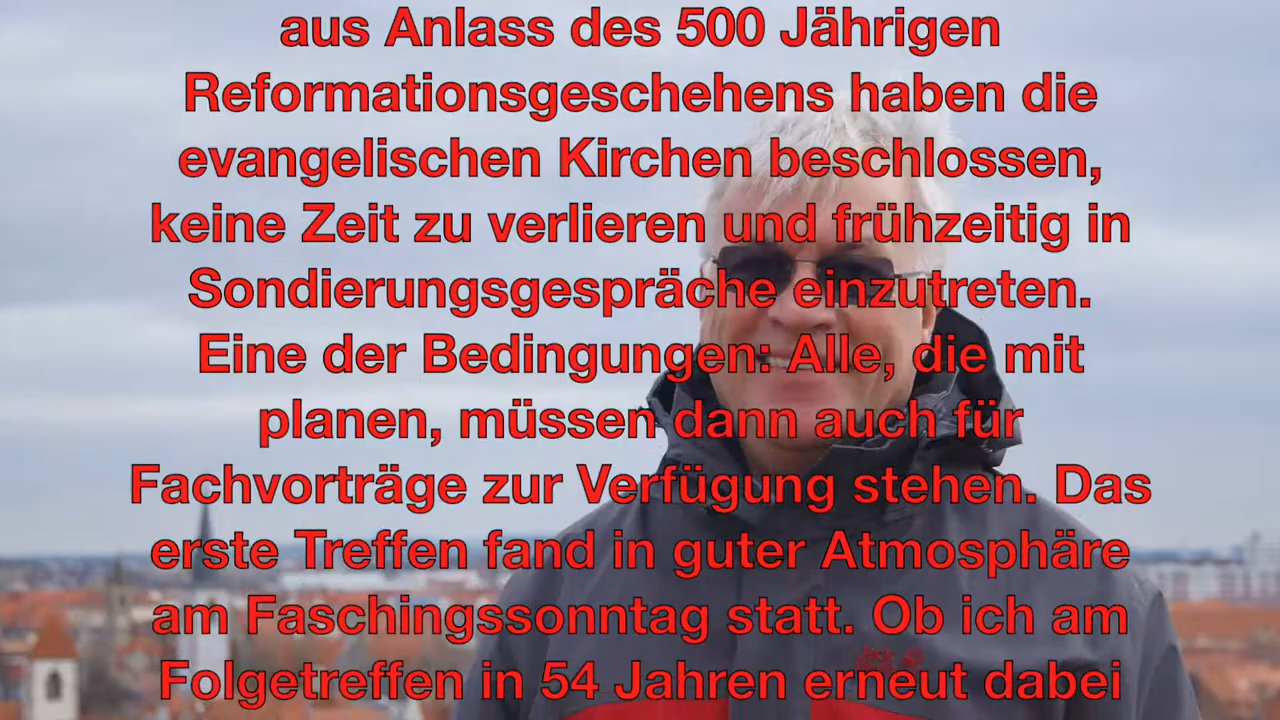 aus Anlass des 500 Jährigen
Reformationsgeschehens haben die
evangelischen Kirchen beschlossen,
keine Zeit zu verlieren und frühzeitig in
Sondierungsgespräche einzutreten.
Eine der Bedingungen: Alle, die mit
planen, müssen dann auch für
Fachvorträge zur Verfügung stehen. Das
erste Treffen fand in guter Atmosphäre
am Faschingssonntag statt. Ob ich am
Folgetreffen in 54 Jahren erneut dabei